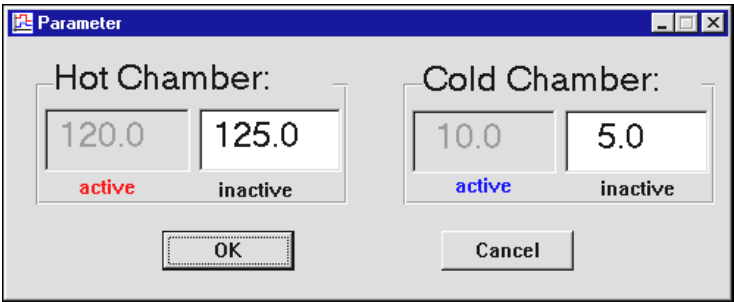 Parameter
Hot Chamber: Cold Chamber:
120.0 125.0 10.0 5.0
active inactive active inactive
OK Cancel